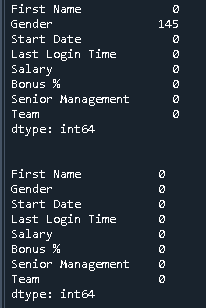 First Name 0
Gender 145
Start Date 0
Last Login Time 0
Salary 0
Bonus % 0
Senior Management 0
Team 0
dtype: int64
First Name 0
Gender 0
Start Date 0
Last Login Time 0
Salary 0
Bonus % 0
Senior Management 0
Team 0
dtype: int64